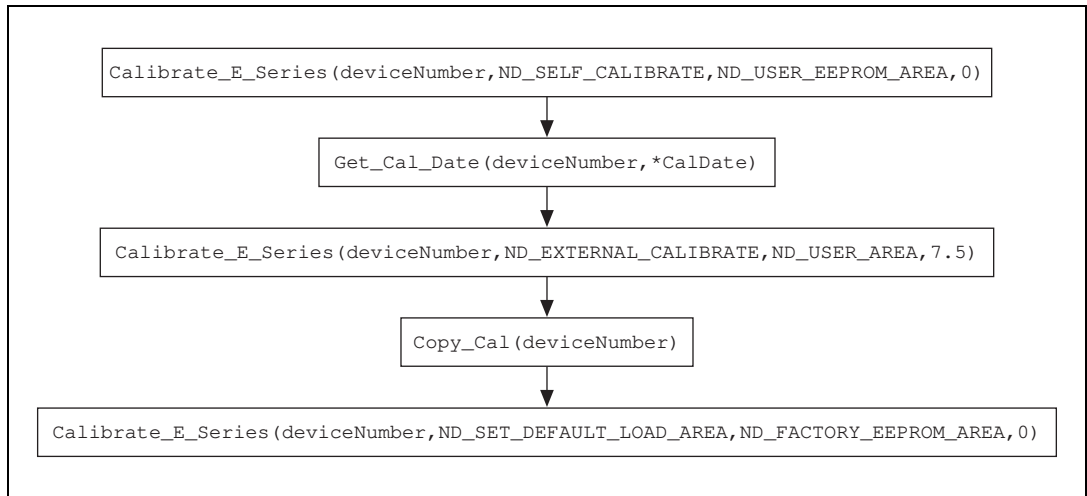 Calibrate_E_Series(deviceNumber,ND_SELF_CALIBRATE,ND_USER_EEPROM_AREA,0)
Get_Cal_Date(deviceNumber,*CalDate)
Calibrate_E_Series(deviceNumber,ND_EXTERNAL_CALIBRATE,ND_USER_AREA,7.5)
Copy_Cal(deviceNumber)
Calibrate_E_Series(deviceNumber,ND_SET_DEFAULT_LOAD_AREA,ND_FACTORY_EEPROM_AREA,0)